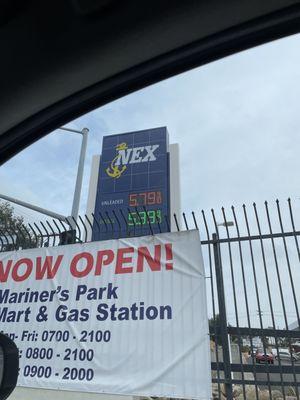 NEX
UNLEADED 5.79
5.33
NOW OPEN!
Mariner's Park
Mart & Gas Station
Fri: 0700 - 2100
: 0800 - 2100
: 0900 - 2000